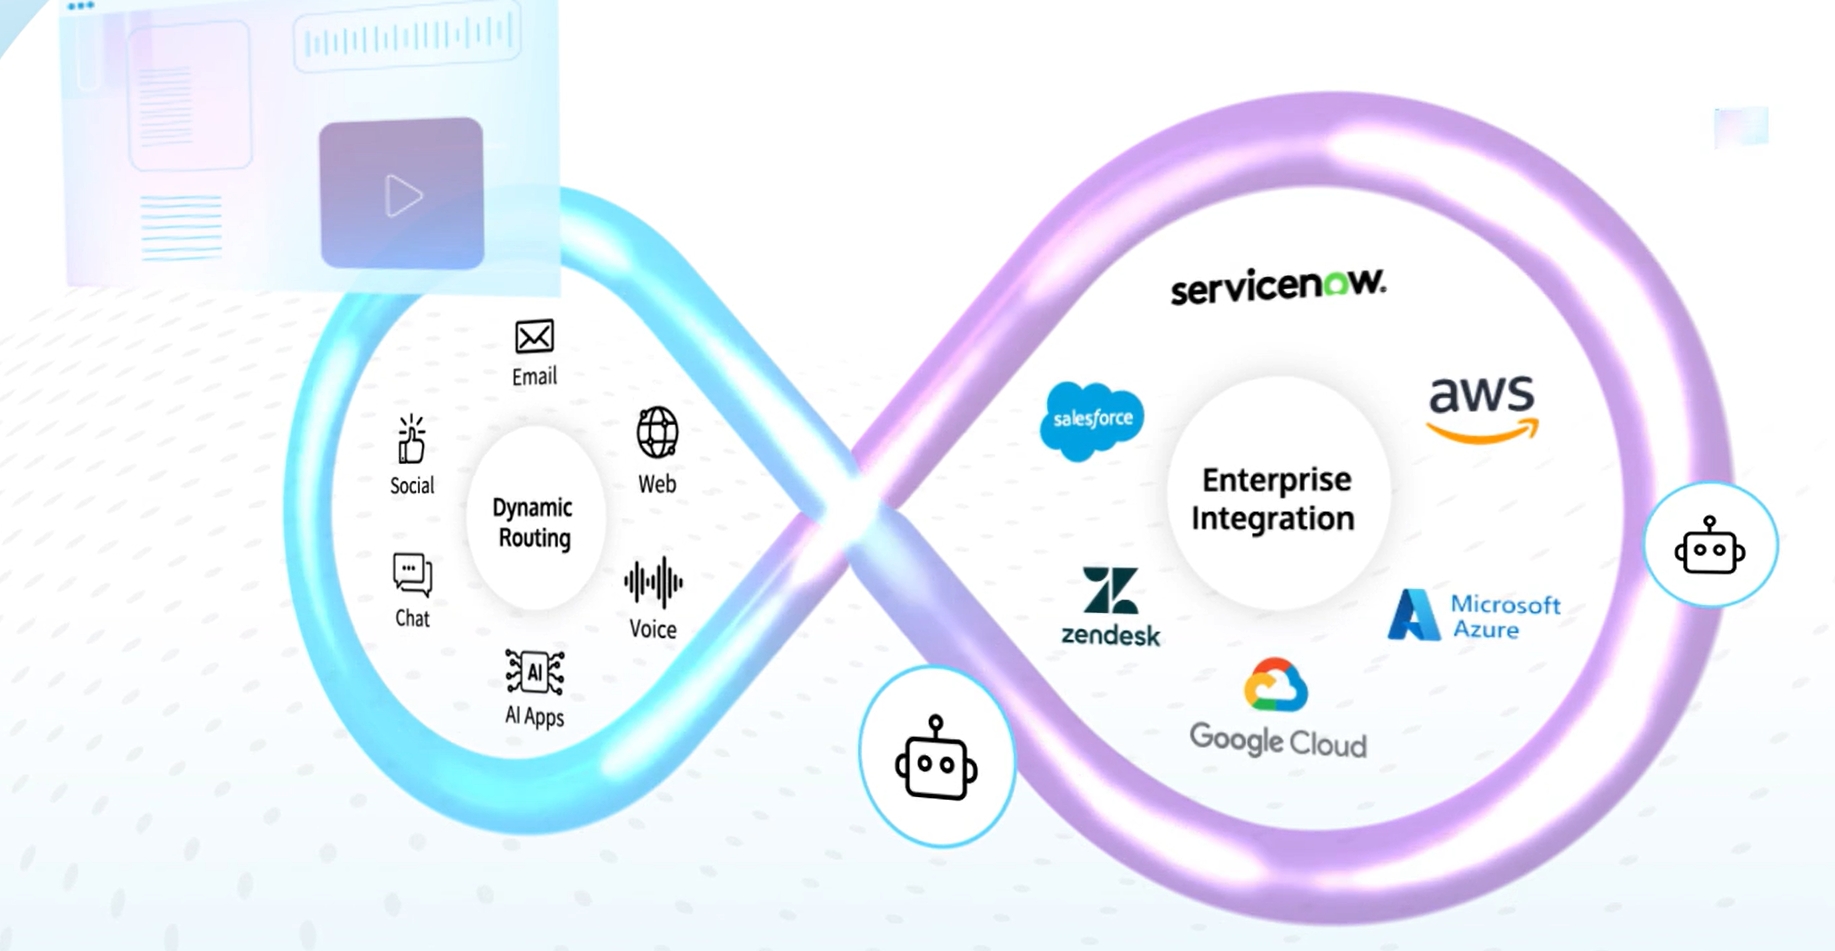 Email
Social
Web
Dynamic
Routing
Chat
Voice
AI
AI Apps
servicenow.
salesforce
aws
Enterprise
Integration
zendesk
Microsoft
Azure
Google Cloud